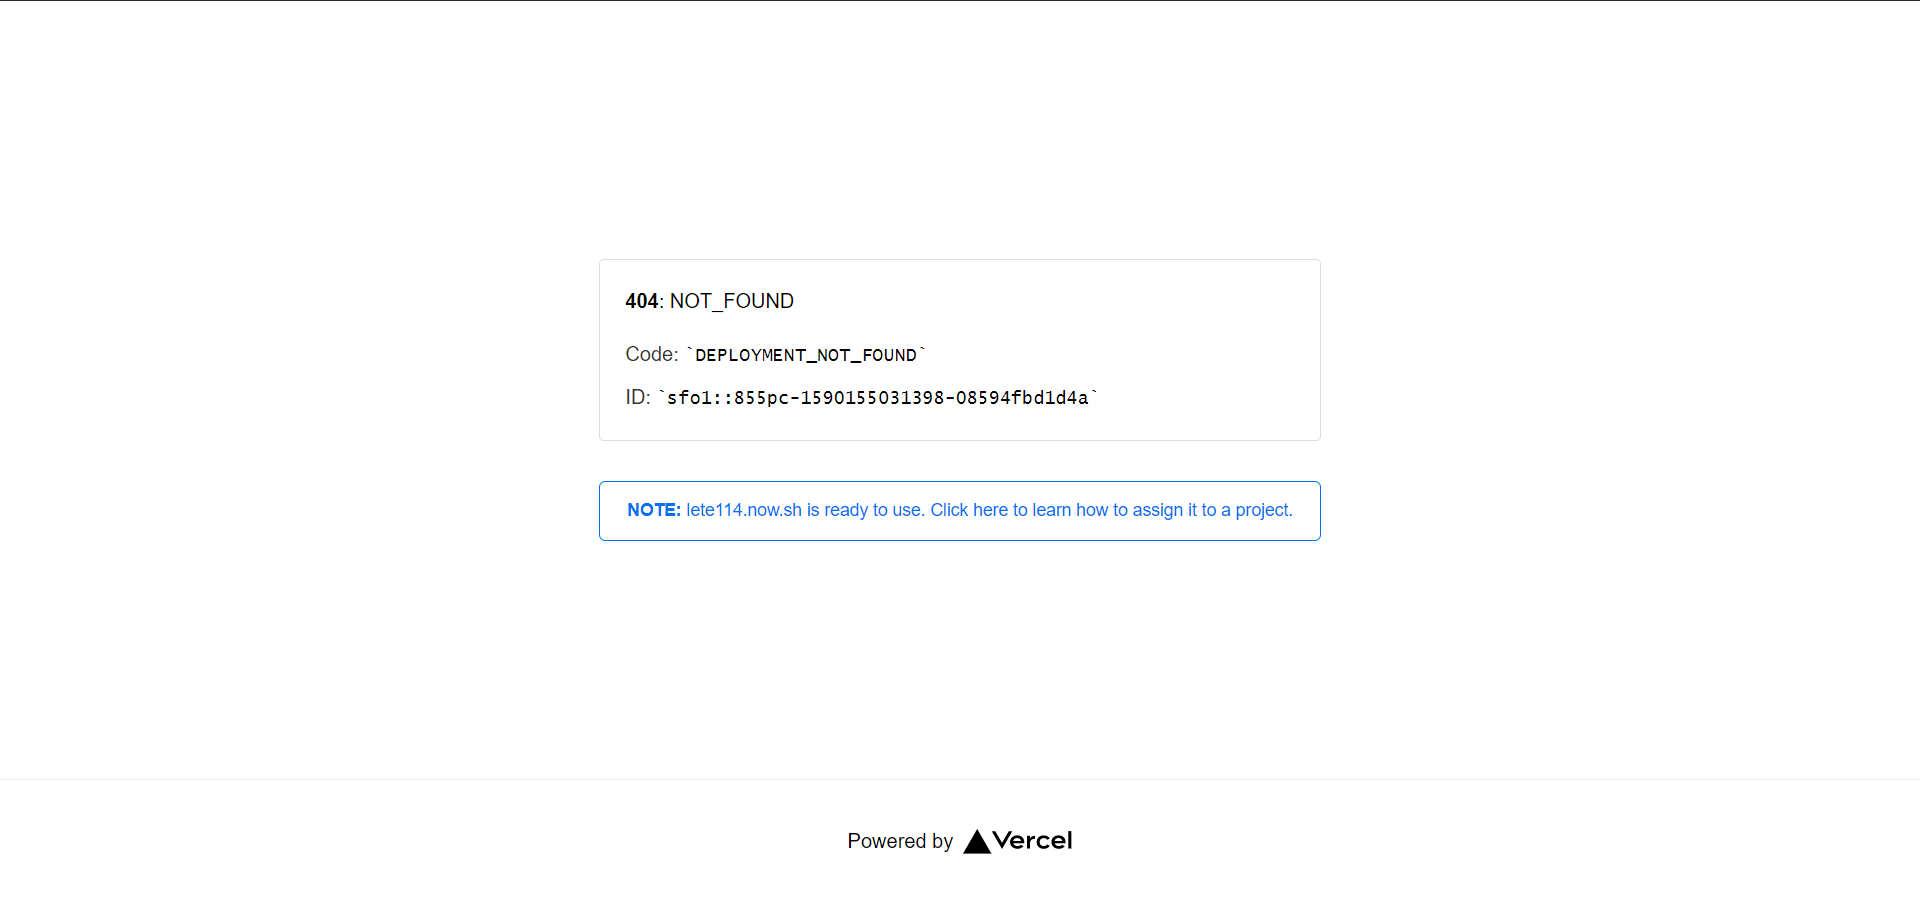 404: NOT_FOUND
Code: `DEPLOYMENT_NOT_FOUND`
ID: `sfo1::855pc-1590155031398-08594fbd1d4a`
NOTE: lete114.now.sh is ready to use. Click here to learn how to assign it to a project.
Powered by Vercel